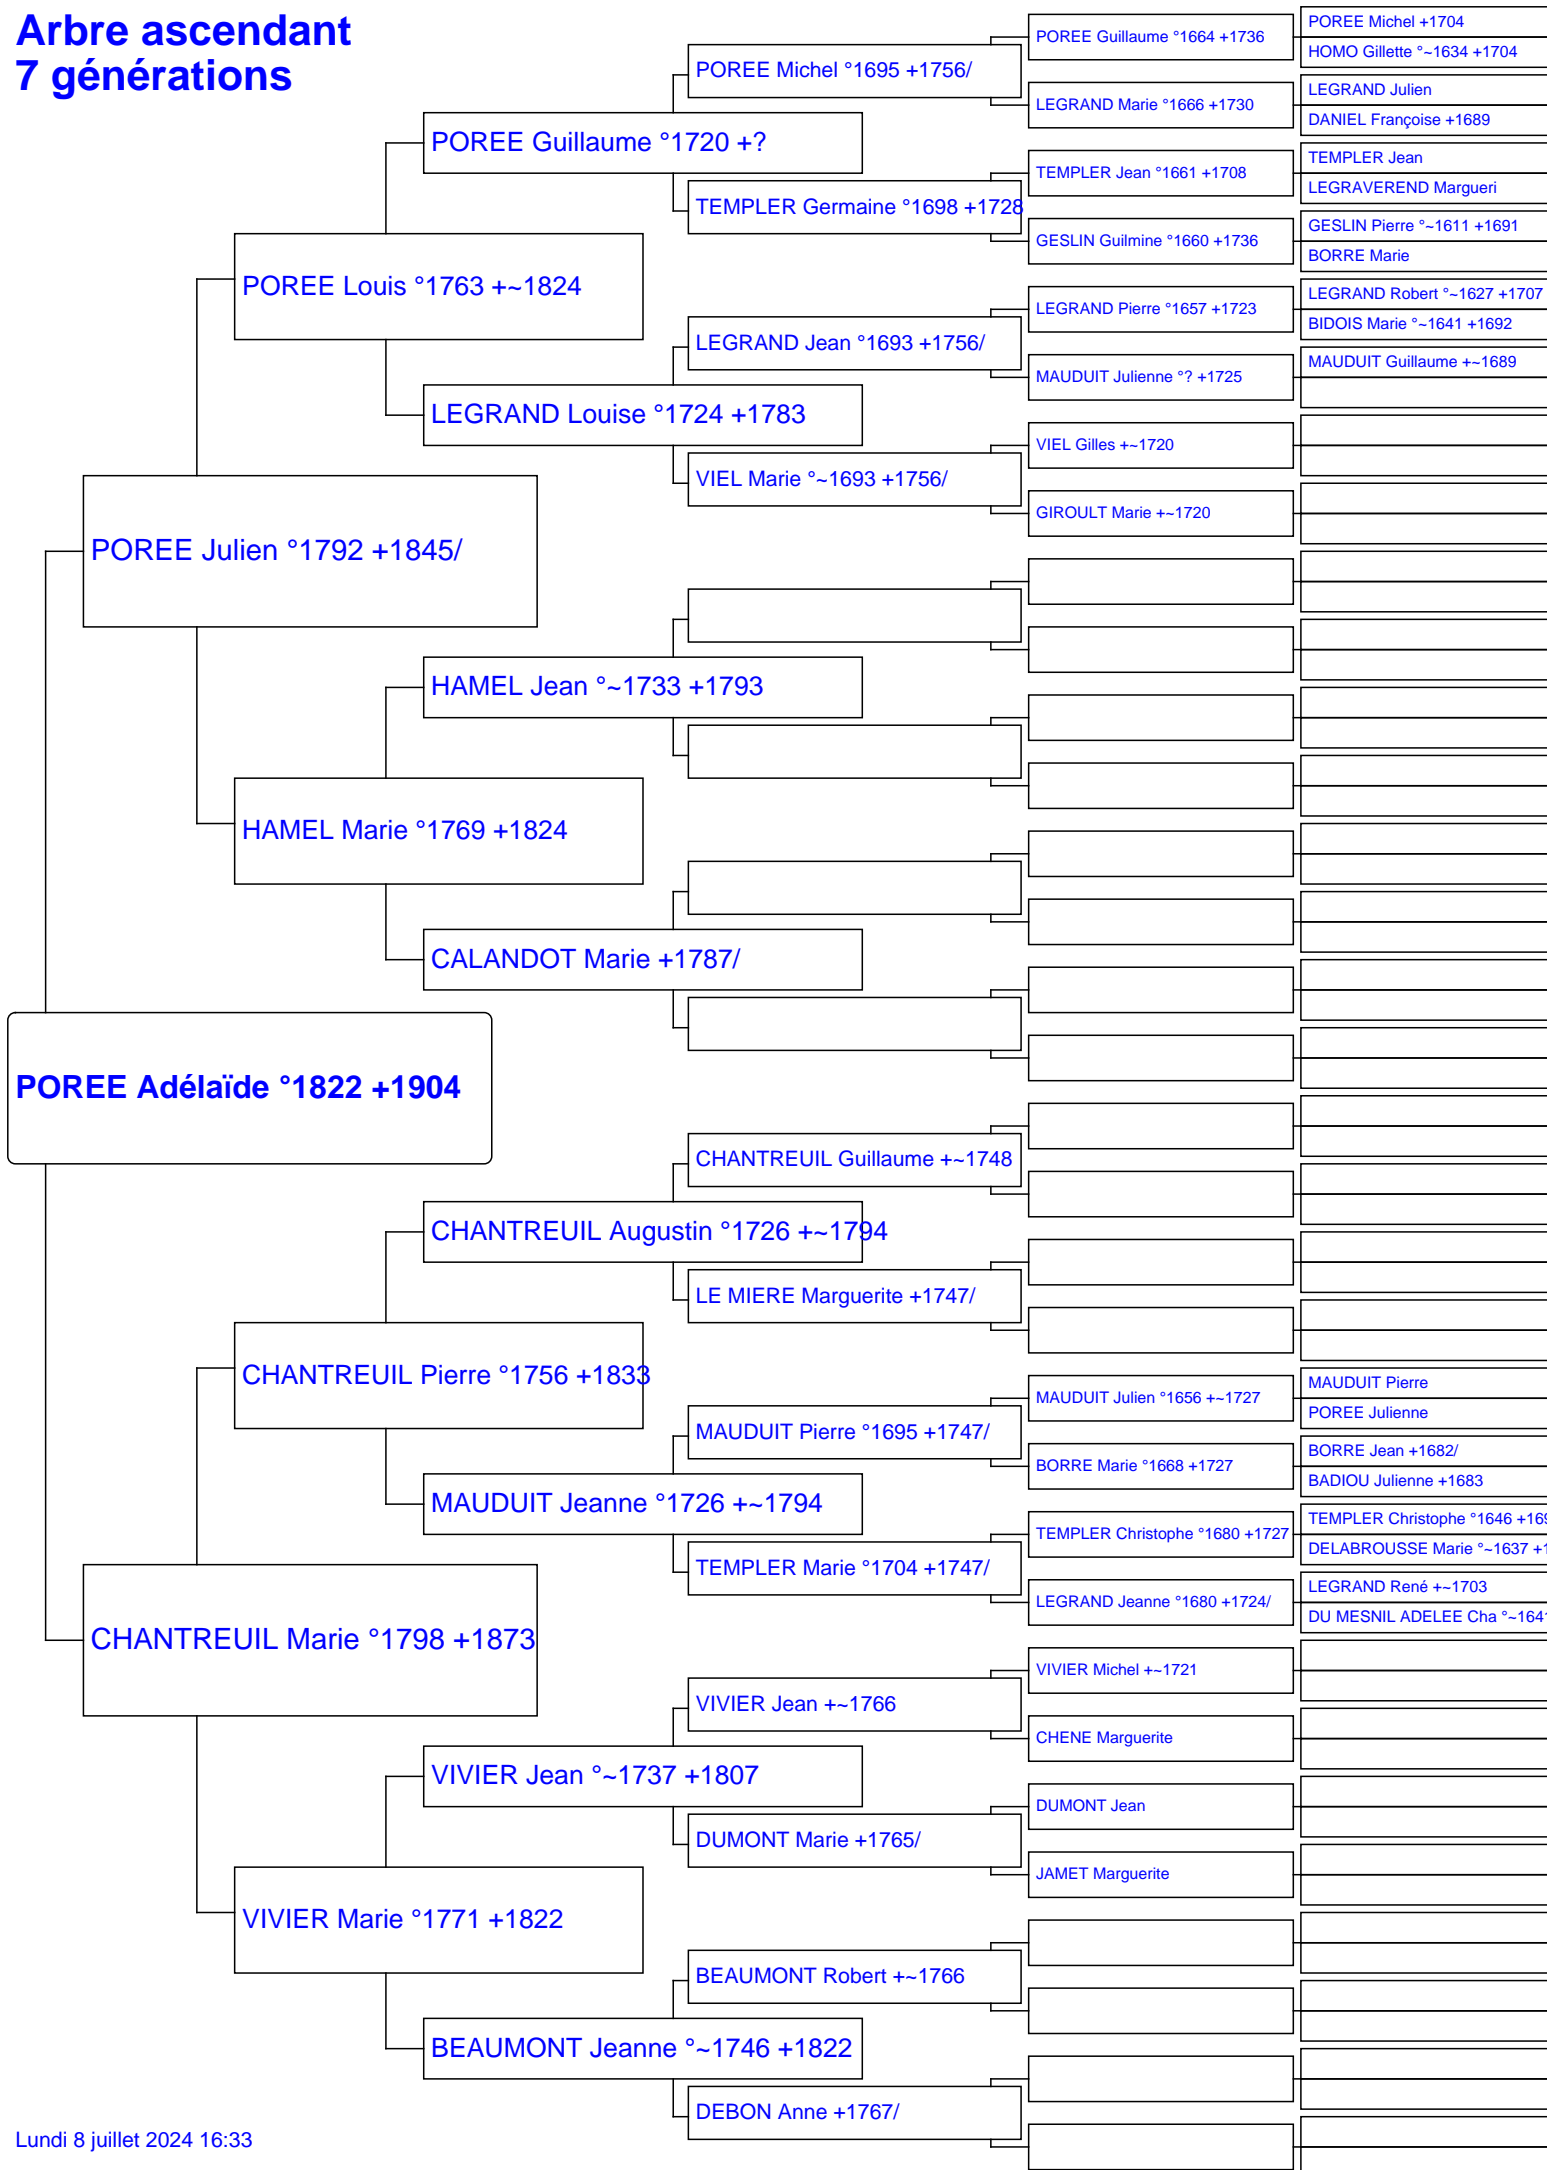 Arbre ascendant
7 générations
POREE Adélaïde °1822 +1904
POREE Julien °1792 +1845/
CHANTREUIL Marie °1798 +1873
POREE Louis °1763 +~1824
HAMEL Marie °1769 +1824
CHANTREUIL Pierre °1756 +1833
VIVIER Marie °1771 +1822
POREE Guillaume °1720 +?
LEGRAND Louise °1724 +1783
HAMEL Jean °~1733 +1793
CALANDOT Marie +1787/
CHANTREUIL Augustin °1726 +~1794
MAUDUIT Jeanne °1726 +~1794
VIVIER Jean °~1737 +1807
BEAUMONT Jeanne °~1746 +1822
POREE Michel °1695 +1756/
TEMPLER Germaine °1698 +1728
LEGRAND Jean °1693 +1756/
VIEL Marie °~1693 +1756/
CHANTREUIL Guillaume +~1748
LE MIERE Marguerite +1747/
MAUDUIT Pierre °1695 +1747/
TEMPLER Marie °1704 +1747/
VIVIER Jean +~1766
DUMONT Marie +1765/
BEAUMONT Robert +~1766
DEBON Anne +1767/
POREE Guillaume °1664 +1736
LEGRAND Marie °1666 +1730
TEMPLER Jean °1661 +1708
GESLIN Guilmine °1660 +1736
LEGRAND Pierre °1657 +1723
MAUDUIT Julienne °? +1725
VIEL Gilles +~1720
GIROULT Marie +~1720
MAUDUIT Julien °1656 +~1727
BORRE Marie °1668 +1727
TEMPLER Christophe °1680 +1727
LEGRAND Jeanne °1680 +1724/
VIVIER Michel +~1721
CHENE Marguerite
DUMONT Jean
JAMET Marguerite
POREE Michel +1704
HOMO Gillette °~1634 +1704
LEGRAND Julien
DANIEL Françoise +1689
TEMPLER Jean
LEGRAVEREND Margueri
GESLIN Pierre °~1611 +1691
BORRE Marie
LEGRAND Robert °~1627 +1707
BIDOIS Marie °~1641 +1692
MAUDUIT Guillaume +~1689
MAUDUIT Pierre
POREE Julienne
BORRE Jean +1682/
BADIOU Julienne +1683
TEMPLER Christophe °1646
DELABROUSSE Marie °~1637
LEGRAND René +~1703
DU MESNIL ADELEE Cha °~1641
Lundi 8 juillet 2024 16:33